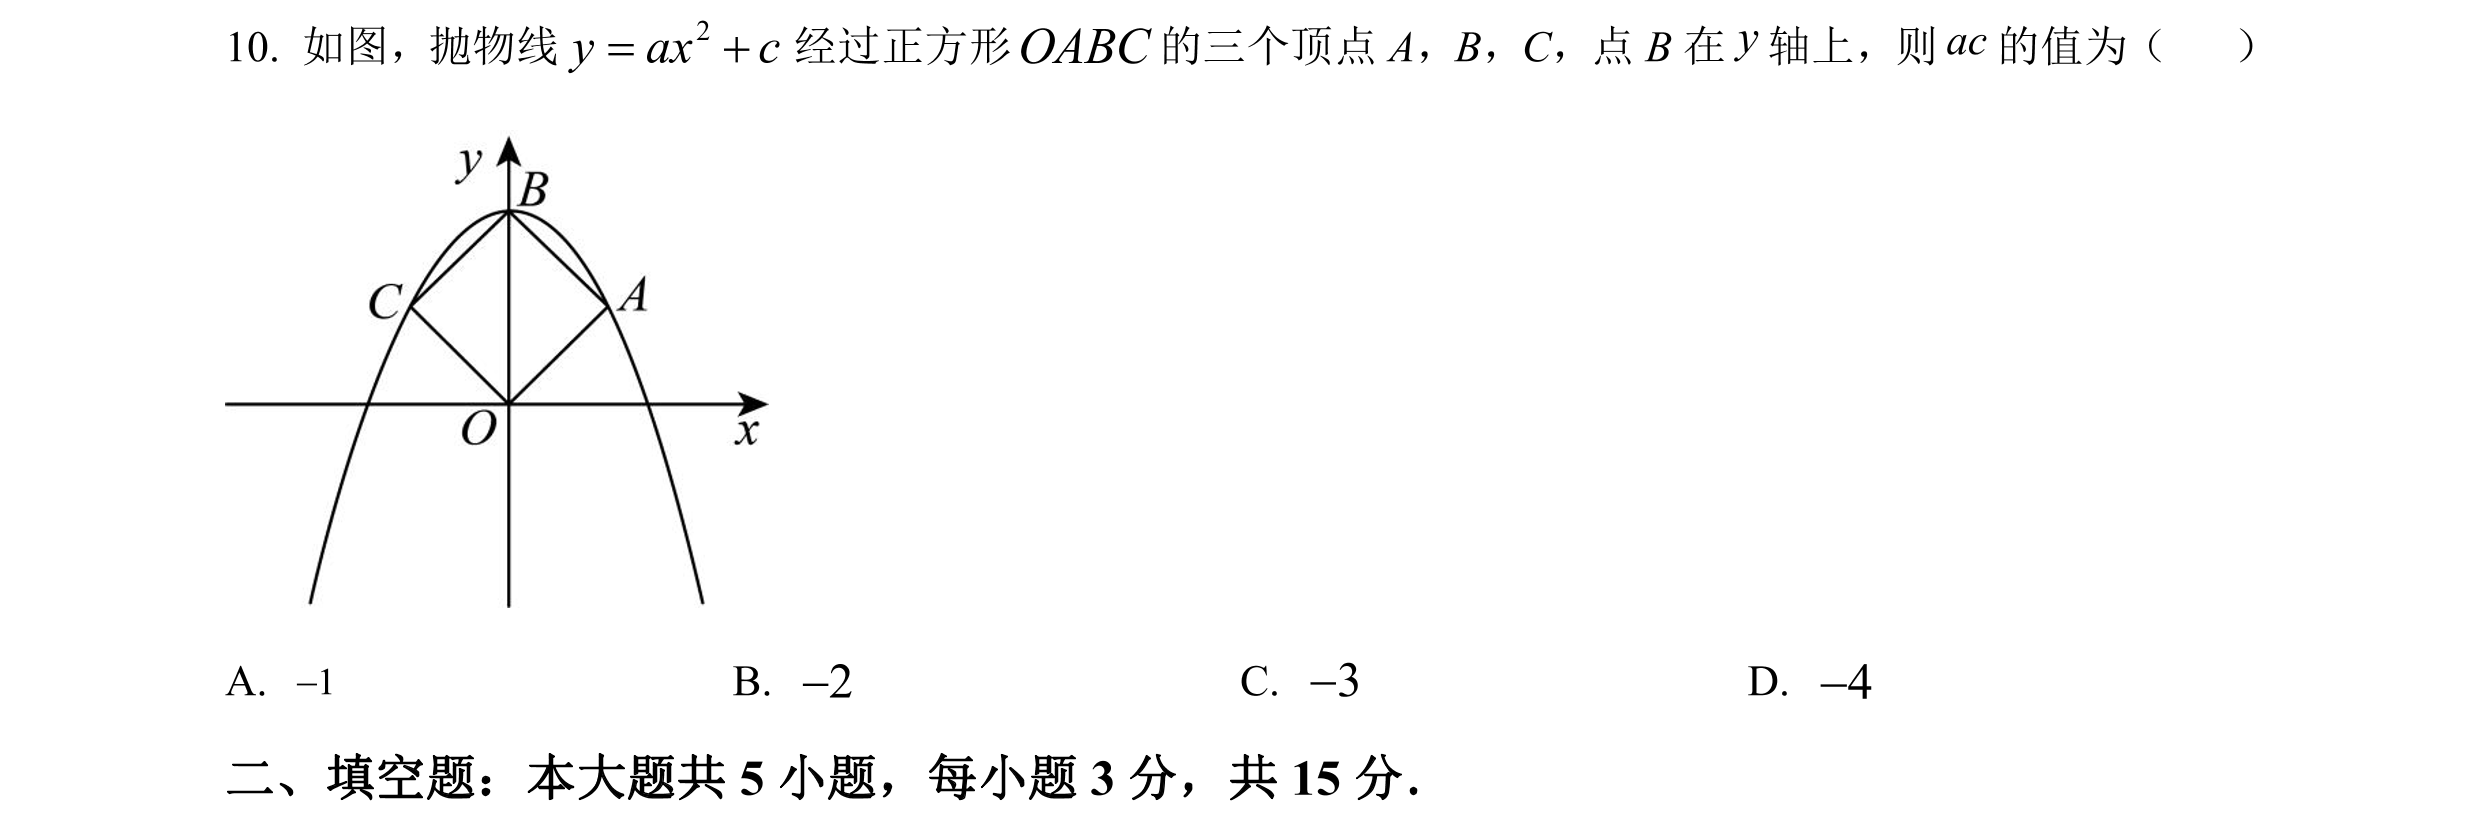 10. 如图，抛物线 y = ax² + c 经过正方形 OABC 的三个顶点 A，B，C，点 B 在 y 轴上，则 ac 的值为（　　）
y
B
C
A
O
x
A. −1　B. −2　C. −3　D. −4
二、填空题：本大题共 5 小题，每小题 3 分，共 15 分．